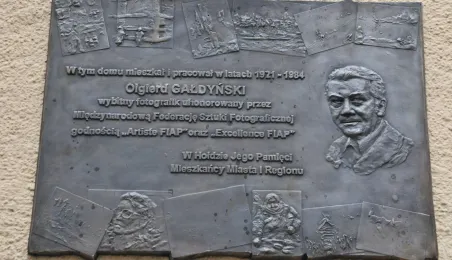 W tym domu mieszkał i pracował w latach 1921 - 1984
Olgierd GAŁDYŃSKI
wybitny fotografik uhonorowany przez
Międzynarodową Federację Sztuki Fotograficznej
godnością „Artiste FIAP" oraz „Excellence FIAP"
W Hołdzie Jego Pamięci
Mieszkańcy Miasta i Regionu